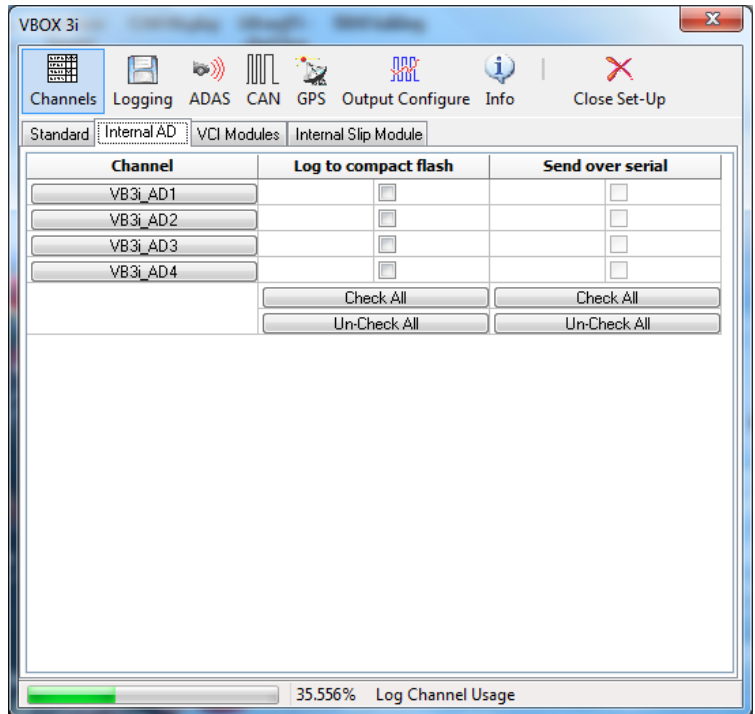 VBOX 3i
Channels Logging ADAS CAN GPS Output Configure Info Close Set-Up
Standard Internal AD VCI Modules Internal Slip Module
Channel Log to compact flash Send over serial
VB3i_AD1
VB3i_AD2
VB3i_AD3
VB3i_AD4
Check All Check All
Un-Check All Un-Check All
35.556% Log Channel Usage